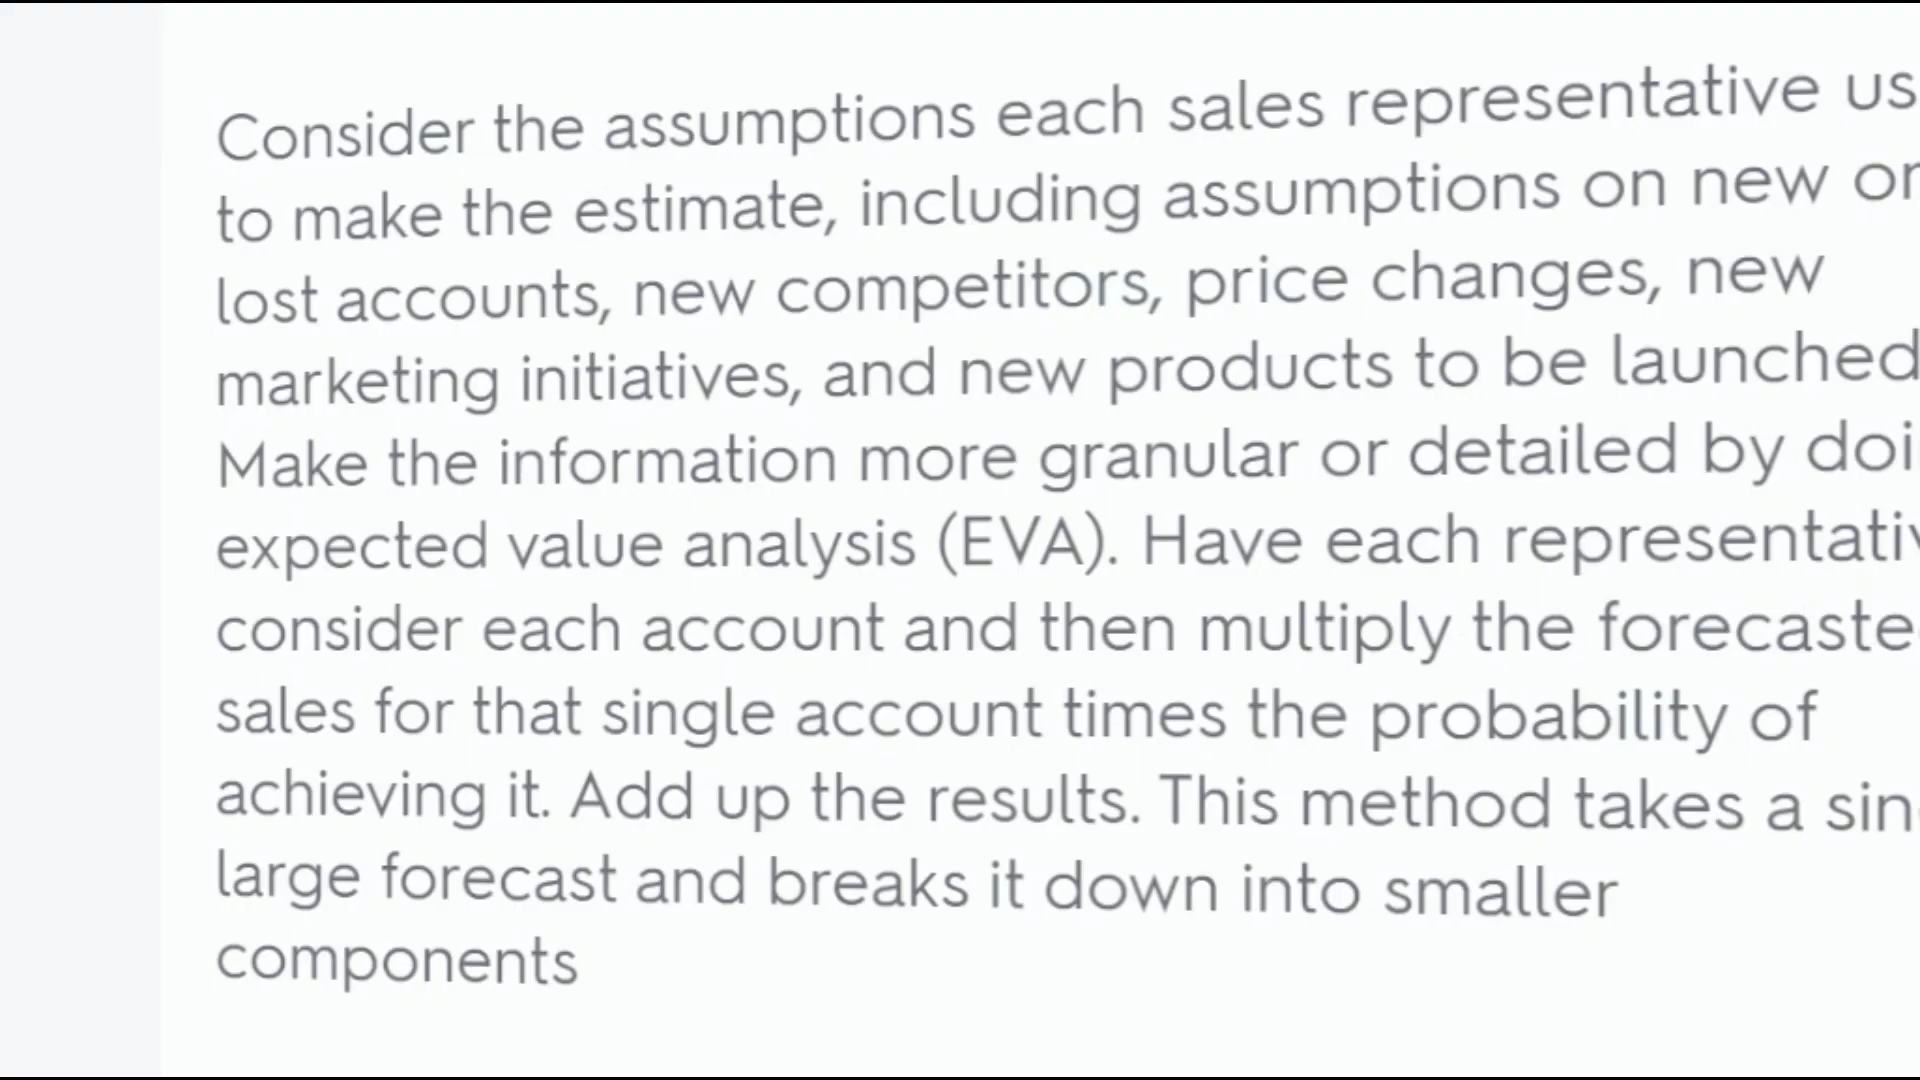 Consider the assumptions each sales representative us
to make the estimate, including assumptions on new or
lost accounts, new competitors, price changes, new
marketing initiatives, and new products to be launched
Make the information more granular or detailed by doi
expected value analysis (EVA). Have each representativ
consider each account and then multiply the forecaste
sales for that single account times the probability of
achieving it. Add up the results. This method takes a sin
large forecast and breaks it down into smaller
components